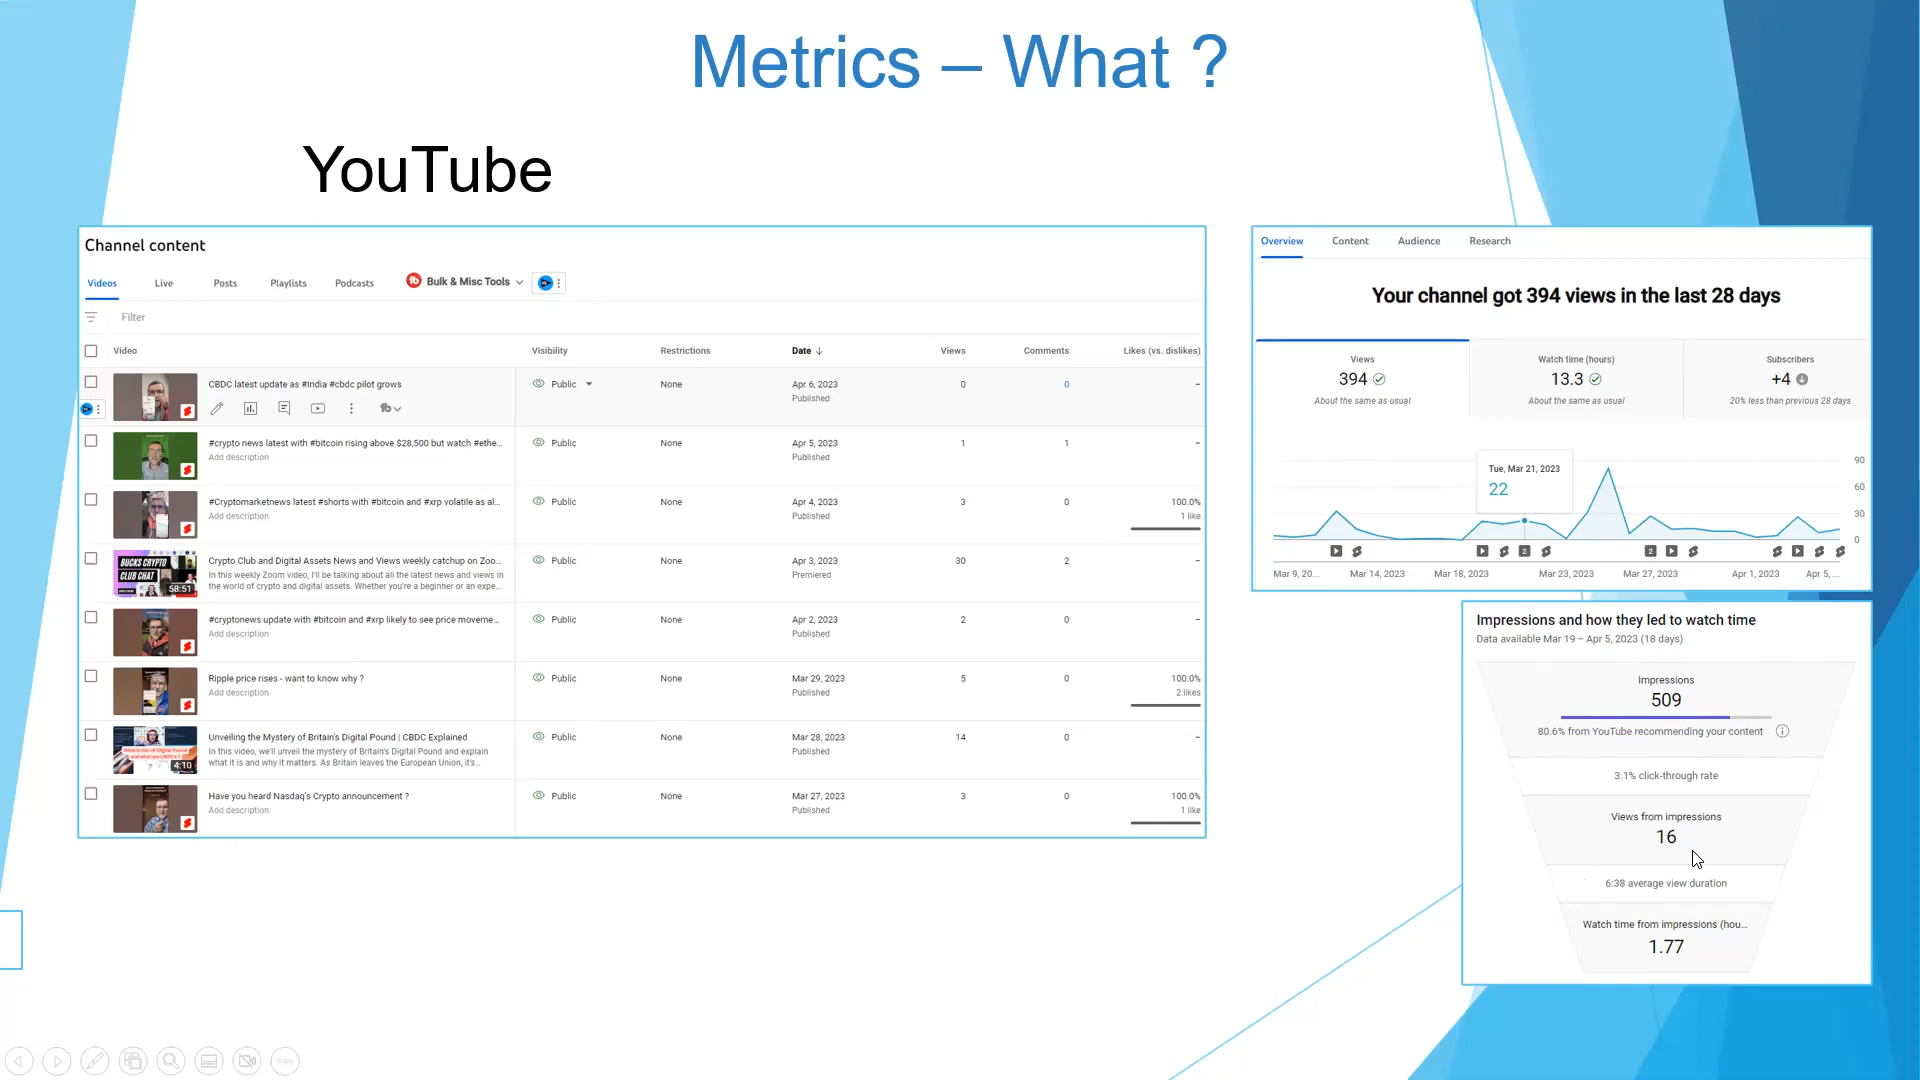 Metrics – What ?
YouTube
Channel content
Videos Live Posts Playlists Podcasts Bulk & Misc Tools
Filter
Video Visibility Restrictions Date Views Comments Likes (vs. dislikes)
CBDC latest update as #India #cbdc pilot grows Public None Apr 6, 2023 0 0 –
Published
#crypto news latest with #bitcoin rising above $28,500 but watch #ethe... Public None Apr 5, 2023 1 1 –
Add description Published
#Cryptomarketnews latest #shorts with #bitcoin and #xrp volatile as al... Public None Apr 4, 2023 3 0 100.0%
Add description Published 1 like
Crypto Club and Digital Assets News and Views weekly catchup on Zoo... Public None Apr 3, 2023 30 2 –
In this weekly Zoom video, I'll be talking about all the latest news and views in Premiered
the world of crypto and digital assets. Whether you're a beginner or an expe...
BUCKS CRYPTO
CLUB CHAT
58:51
#cryptonews update with #bitcoin and #xrp likely to see price moveme... Public None Apr 2, 2023 2 0 –
Add description Published
Ripple price rises - want to know why ? Public None Mar 29, 2023 5 0 100.0%
Add description Published 2 likes
Unveiling the Mystery of Britain's Digital Pound | CBDC Explained Public None Mar 28, 2023 14 0 –
In this video, we'll unveil the mystery of Britain's Digital Pound and explain Published
what it is and why it matters. As Britain leaves the European Union, it's...
What is the UK Digital Pound
and what are CBDC's ?
4:10
Have you heard Nasdaq's Crypto announcement ? Public None Mar 27, 2023 3 0 100.0%
Add description Published 1 like
Overview Content Audience Research
Your channel got 394 views in the last 28 days
Views Watch time (hours) Subscribers
394 13.3 +4
About the same as usual About the same as usual 20% less than previous 28 days
Tue, Mar 21, 2023
22
90
60
30
0
2 2
Mar 9, 20... Mar 14, 2023 Mar 18, 2023 Mar 23, 2023 Mar 27, 2023 Apr 1, 2023 Apr 5, ...
Impressions and how they led to watch time
Data available Mar 19 – Apr 5, 2023 (18 days)
Impressions
509
80.6% from YouTube recommending your content
3.1% click-through rate
Views from impressions
16
6:38 average view duration
Watch time from impressions (hou...
1.77